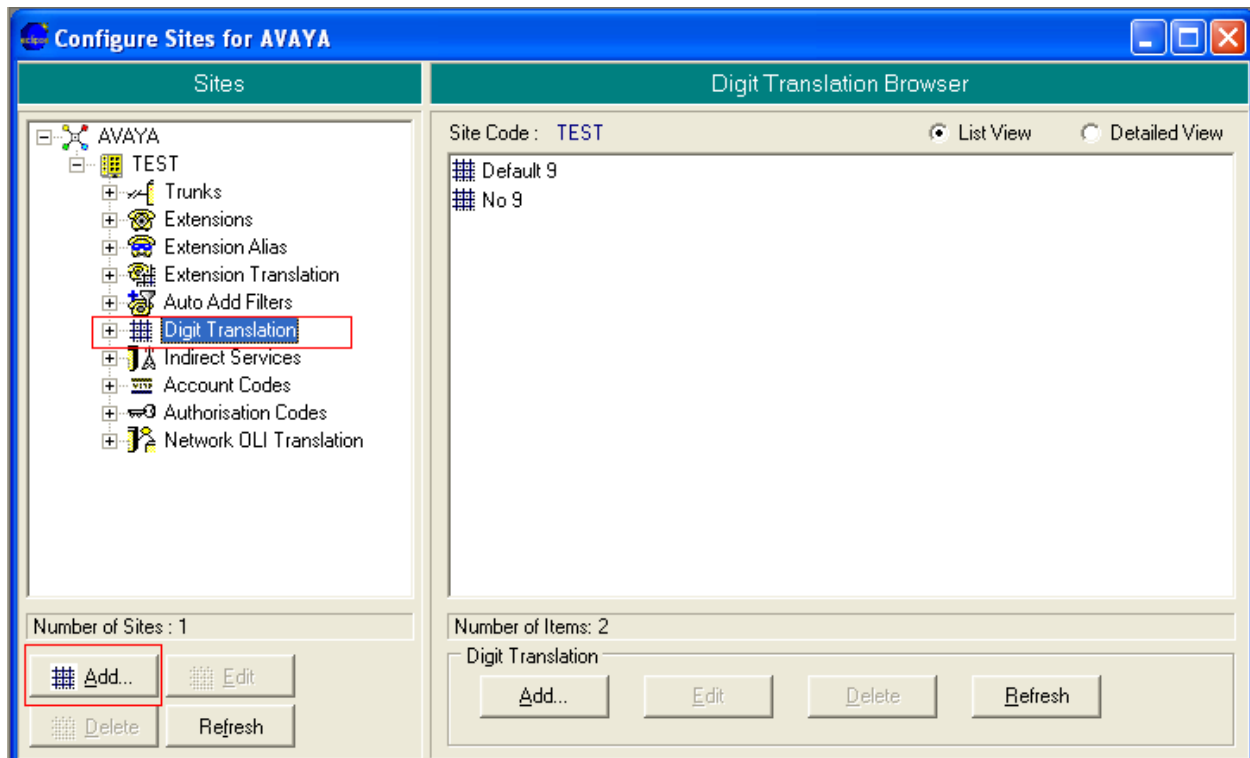 Configure Sites for AVAYA
Sites
AVAYA
TEST
Trunks
Extensions
Extension Alias
Extension Translation
Auto Add Filters
Digit Translation
Indirect Services
Account Codes
Authorisation Codes
Network OLI Translation
Number of Sites : 1
Add...
Edit
Delete
Refresh
Digit Translation Browser
Site Code : TEST
List View
Detailed View
Default 9
No 9
Number of Items: 2
Digit Translation
Add...
Edit
Delete
Refresh